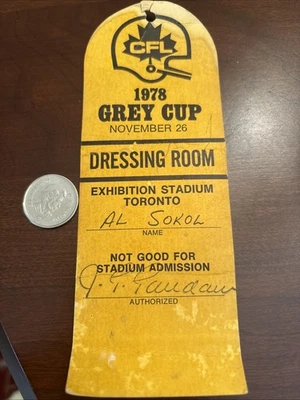 CFL
1978
GREY CUP
NOVEMBER 26
DRESSING ROOM
EXHIBITION STADIUM
TORONTO
AL SOKOL
NAME
NOT GOOD FOR
STADIUM ADMISSION
J. G. Gaudaur
AUTHORIZED